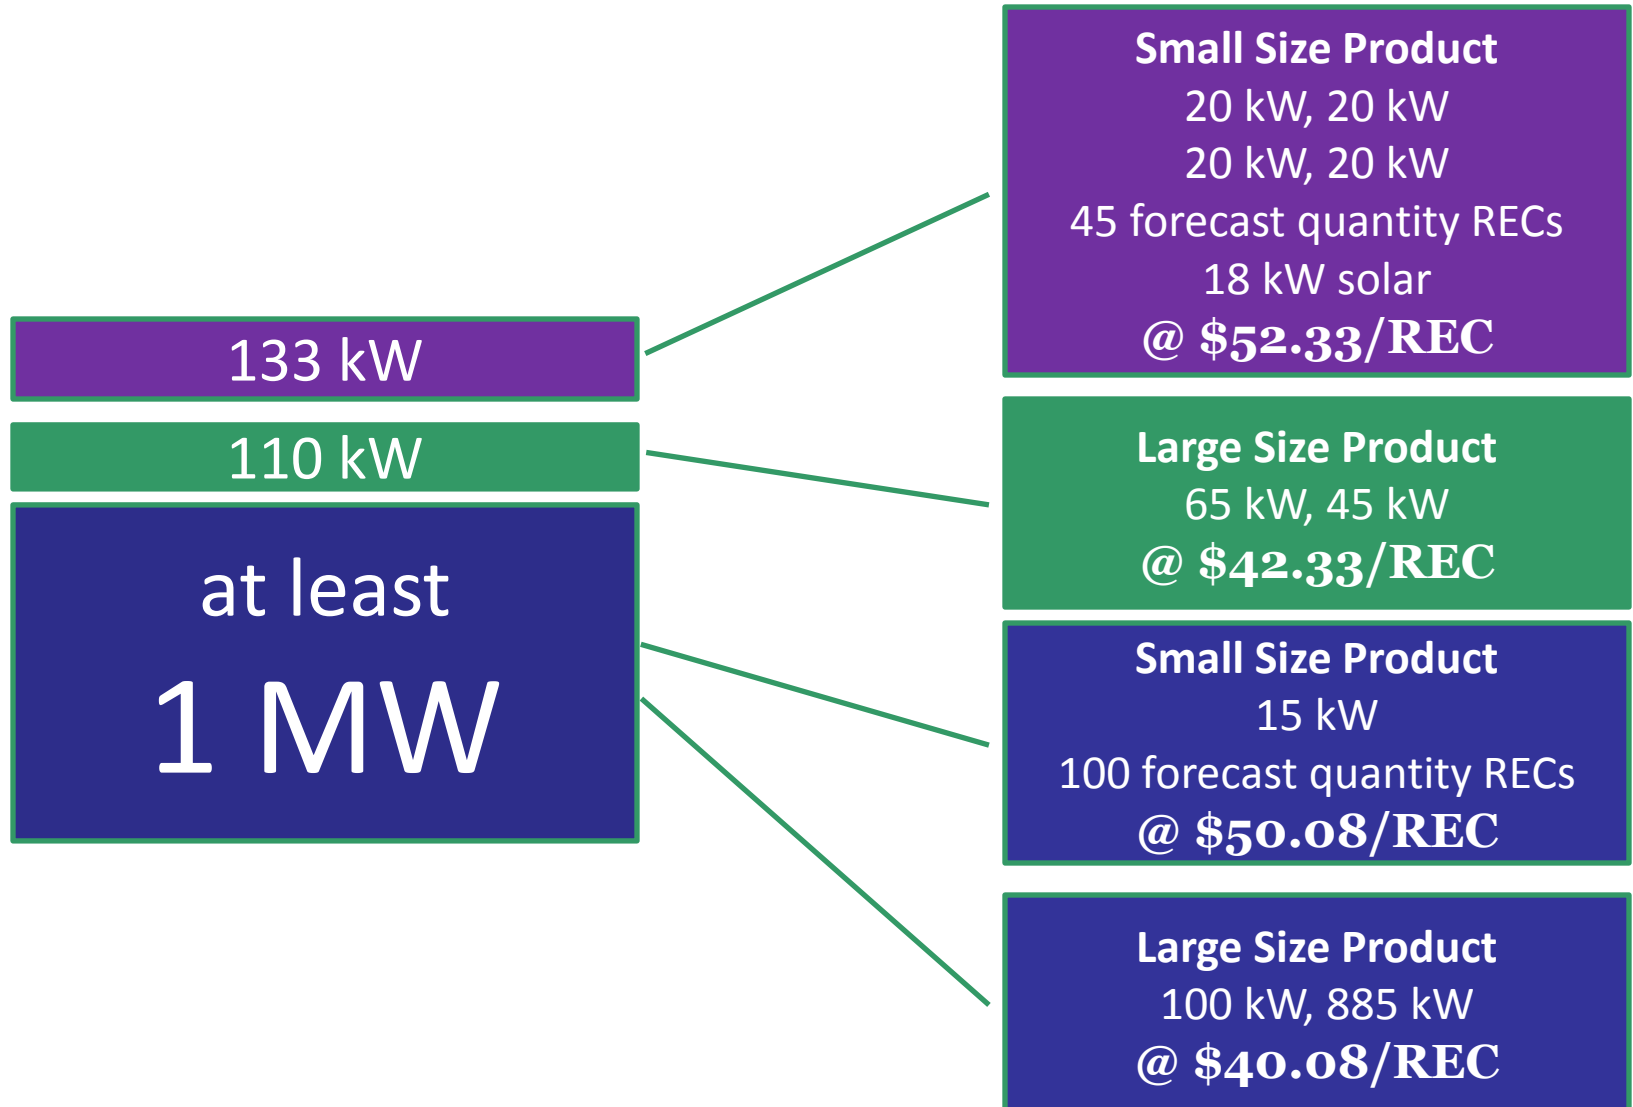 133 kW
110 kW
at least
1 MW
Small Size Product
20 kW, 20 kW
20 kW, 20 kW
45 forecast quantity RECs
18 kW solar
@ $52.33/REC
Large Size Product
65 kW, 45 kW
@ $42.33/REC
Small Size Product
15 kW
100 forecast quantity RECs
@ $50.08/REC
Large Size Product
100 kW, 885 kW
@ $40.08/REC